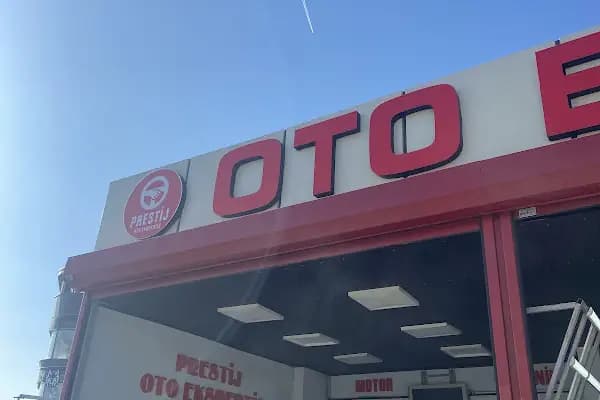 OTO E
PRESTİJ
PRESTİJ
OTO EKSPERTİZ
MOTOR